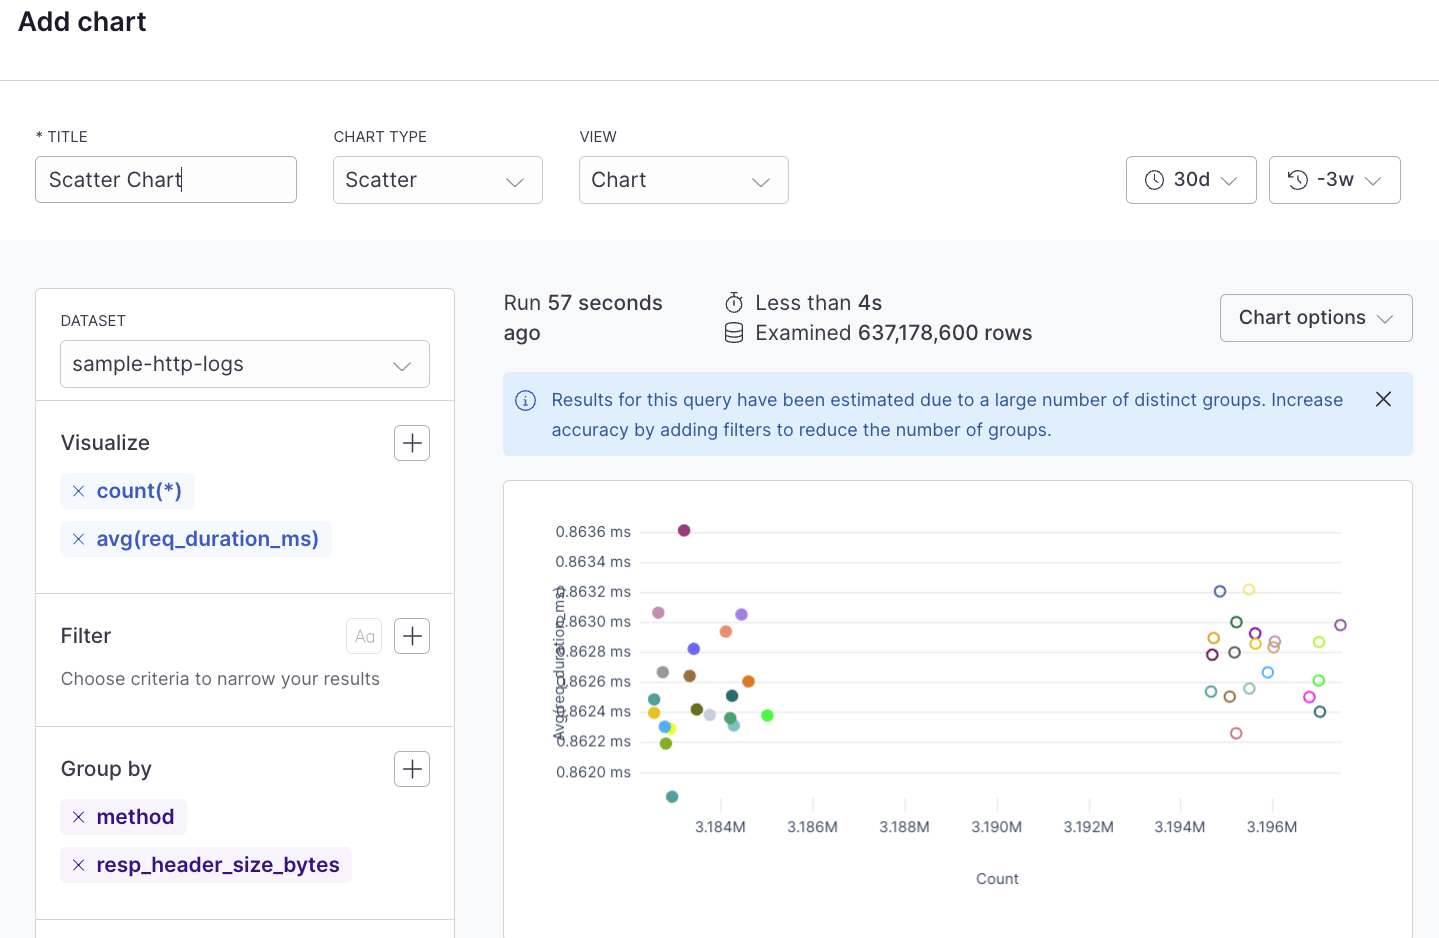 Add chart
* TITLE
CHART TYPE
VIEW
Scatter Chart
Scatter
Chart
30d
-3w
DATASET
sample-http-logs
Visualize
count(*)
avg(req_duration_ms)
Filter
Aa
Choose criteria to narrow your results
Group by
method
resp_header_size_bytes
Run 57 seconds
ago
Less than 4s
Examined 637,178,600 rows
Chart options
Results for this query have been estimated due to a large number of distinct groups. Increase
accuracy by adding filters to reduce the number of groups.
Avg(req_duration_ms)
0.8636 ms
0.8634 ms
0.8632 ms
0.8630 ms
0.8628 ms
0.8626 ms
0.8624 ms
0.8622 ms
0.8620 ms
3.184M
3.186M
3.188M
3.190M
3.192M
3.194M
3.196M
Count